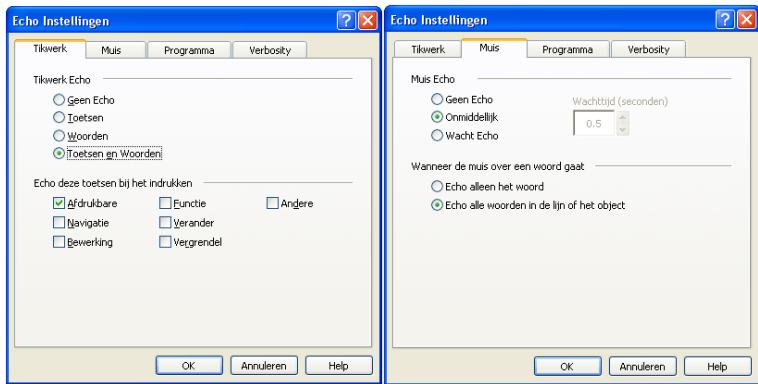 Echo Instellingen
Tikwerk Muis Programma Verbosity
Tikwerk Echo
Geen Echo
Toetsen
Woorden
Toetsen en Woorden
Echo deze toetsen bij het indrukken
Afdrukbare Functie Andere
Navigatie Verander
Bewerking Vergrendel
OK Annuleren Help
Echo Instellingen
Tikwerk Muis Programma Verbosity
Muis Echo
Geen Echo Wachttijd (seconden)
Onmiddellijk 0.5
Wacht Echo
Wanneer de muis over een woord gaat
Echo alleen het woord
Echo alle woorden in de lijn of het object
OK Annuleren Help